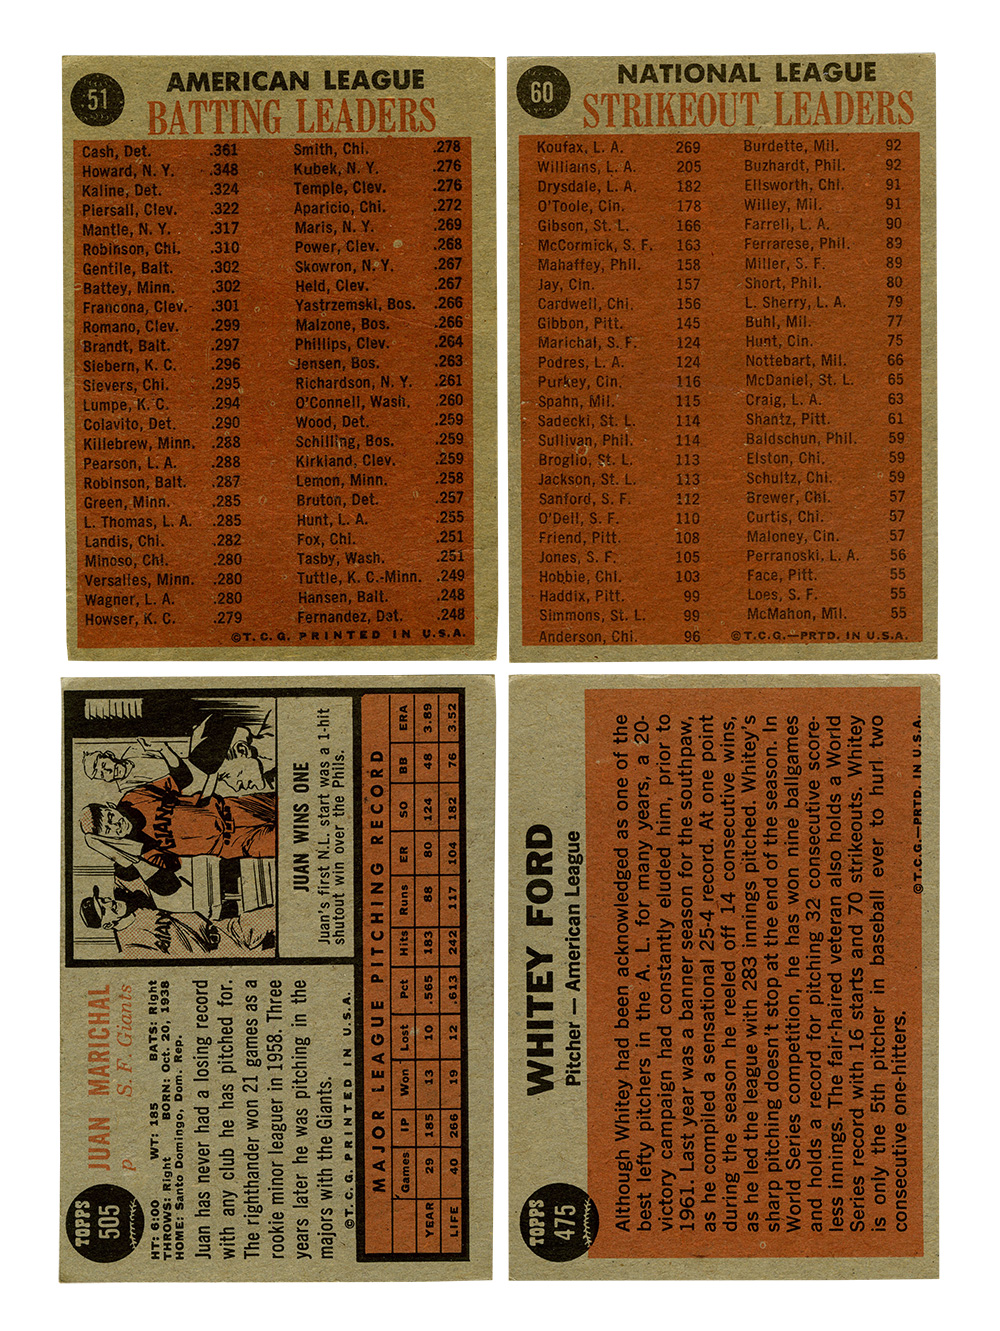 51
AMERICAN LEAGUE
BATTING LEADERS
Cash, Det. .361 Smith, Chi. .278
Howard, N. Y. .348 Kubek, N. Y. .276
Kaline, Det. .324 Temple, Clev. .276
Piersall, Clev. .322 Aparicio, Chi. .272
Mantle, N. Y. .317 Maris, N. Y. .269
Robinson, Chi. .310 Power, Clev. .268
Gentile, Balt. .302 Skowron, N. Y. .267
Battey, Minn. .302 Held, Clev. .267
Francona, Clev. .301 Yastrzemski, Bos. .266
Romano, Clev. .299 Malzone, Bos. .266
Brandt, Balt. .297 Phillips, Clev. .264
Siebern, K. C. .296 Jensen, Bos. .263
Sievers, Chi. .295 Richardson, N. Y. .261
Lumpe, K. C. .294 O'Connell, Wash. .260
Colavito, Det. .290 Wood, Det. .259
Killebrew, Minn. .288 Schilling, Bos. .259
Pearson, L. A. .288 Kirkland, Clev. .259
Robinson, Balt. .287 Lemon, Minn. .258
Green, Minn. .285 Bruton, Det. .257
L. Thomas, L. A. .285 Hunt, L. A. .255
Landis, Chi. .282 Fox, Chi. .251
Minoso, Chi. .280 Tasby, Wash. .251
Versalles, Minn. .280 Tuttle, K. C.-Minn. .249
Wagner, L. A. .280 Hansen, Balt. .248
Howser, K. C. .279 Fernandez, Det. .248
©T. C. G. PRINTED IN U.S.A.
60
NATIONAL LEAGUE
STRIKEOUT LEADERS
Koufax, L. A. 269 Burdette, Mil. 92
Williams, L. A. 205 Buzhardt, Phil. 92
Drysdale, L. A. 182 Ellsworth, Chi. 91
O'Toole, Cin. 178 Willey, Mil. 91
Gibson, St. L. 166 Farrell, L. A. 90
McCormick, S. F. 163 Ferrarese, Phil. 89
Mahaffey, Phil. 158 Miller, S. F. 89
Jay, Cin. 157 Short, Phil. 80
Cardwell, Chi. 156 L. Sherry, L. A. 79
Gibbon, Pitt. 145 Buhl, Mil. 77
Marichal, S. F. 124 Hunt, Cin. 75
Podres, L. A. 124 Nottebart, Mil. 66
Purkey, Cin. 116 McDaniel, St. L. 65
Spahn, Mil. 115 Craig, L. A. 63
Sadecki, St. L. 114 Shantz, Pitt. 61
Sullivan, Phil. 114 Baldschun, Phil. 59
Broglio, St. L. 113 Elston, Chi. 59
Jackson, St. L. 113 Schultz, Chi. 59
Sanford, S. F. 112 Brewer, Chi. 57
O'Dell, S. F. 110 Curtis, Chi. 57
Friend, Pitt. 108 Maloney, Cin. 57
Jones, S. F. 105 Perranoski, L. A. 56
Hobbie, Chi. 103 Face, Pitt. 55
Haddix, Pitt. 99 Loes, S. F. 55
Simmons, St. L. 99 McMahon, Mil. 55
Anderson, Chi. 96 ©T. C. G.—PRTD. IN U.S.A.
TOPPS
505
JUAN MARICHAL
P S. F. Giants
HT: 6:00 WT: 185 BATS: Right
THROWS: Right BORN: Oct. 20, 1938
HOME: Santo Domingo, Dom. Rep.
Juan has never had a losing record
with any club he has pitched for.
The righthander won 21 games as a
rookie minor leaguer in 1958. Three
years later he was pitching in the
majors with the Giants.
©T. C. G. PRINTED IN U. S. A.
GIANTS
GIANTS
JUAN WINS ONE
Juan's first N.L. start was a 1-hit
shutout win over the Phils.
MAJOR LEAGUE PITCHING RECORD
Games IP Won Lost Pct Hits Runs ER SO BB ERA
YEAR 29 185 13 10 .565 183 88 80 124 48 3.89
LIFE 40 266 19 12 .613 242 117 104 182 76 3.52
TOPPS
475
WHITEY FORD
Pitcher — American League
Although Whitey had been acknowledged as one of the
best lefty pitchers in the A. L. for many years, a 20-
victory campaign had constantly eluded him, prior to
1961. Last year was a banner season for the southpaw,
as he compiled a sensational 25-4 record. At one point
during the season he reeled off 14 consecutive wins,
as he led the league with 283 innings pitched. Whitey's
sharp pitching doesn't stop at the end of the season. In
World Series competition, he has won nine ballgames
and holds a record for pitching 32 consecutive score-
less innings. The fair-haired veteran also holds a World
Series record with 16 starts and 70 strikeouts. Whitey
is only the 5th pitcher in baseball ever to hurl two
consecutive one-hitters.
©T.C.G.—PRTD. IN U.S.A.